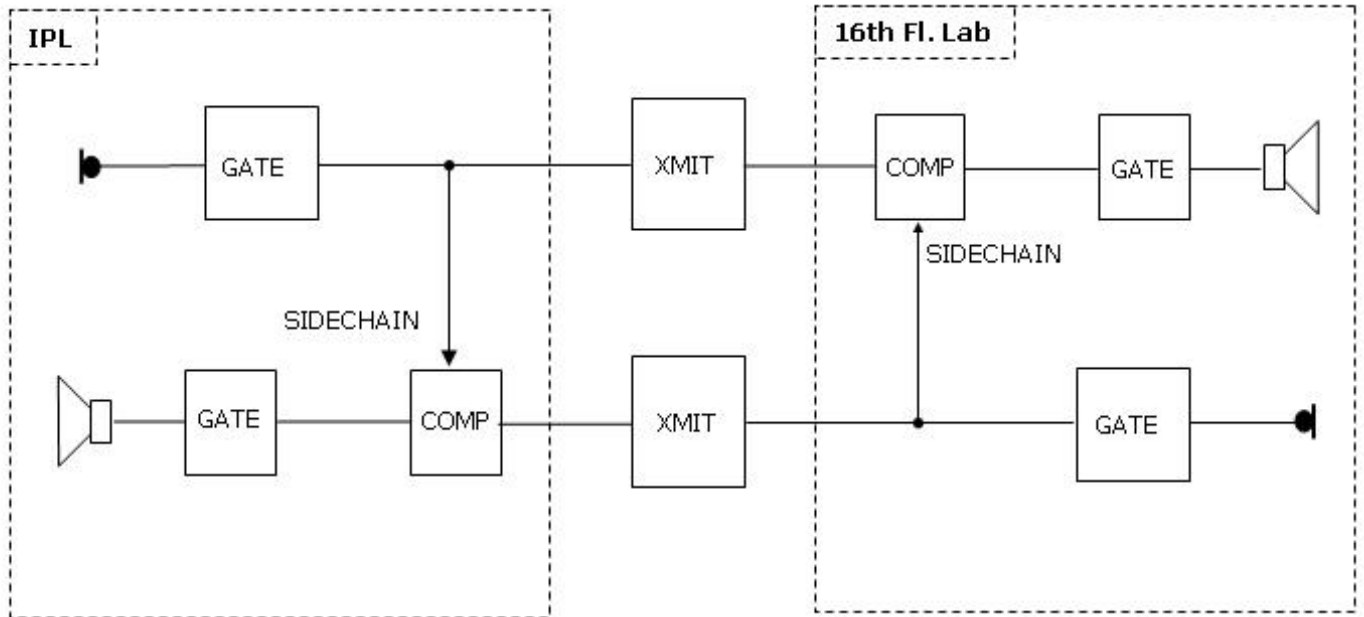 IPL
16th Fl. Lab
GATE
XMIT
COMP
GATE
SIDECHAIN
SIDECHAIN
GATE
COMP
XMIT
GATE